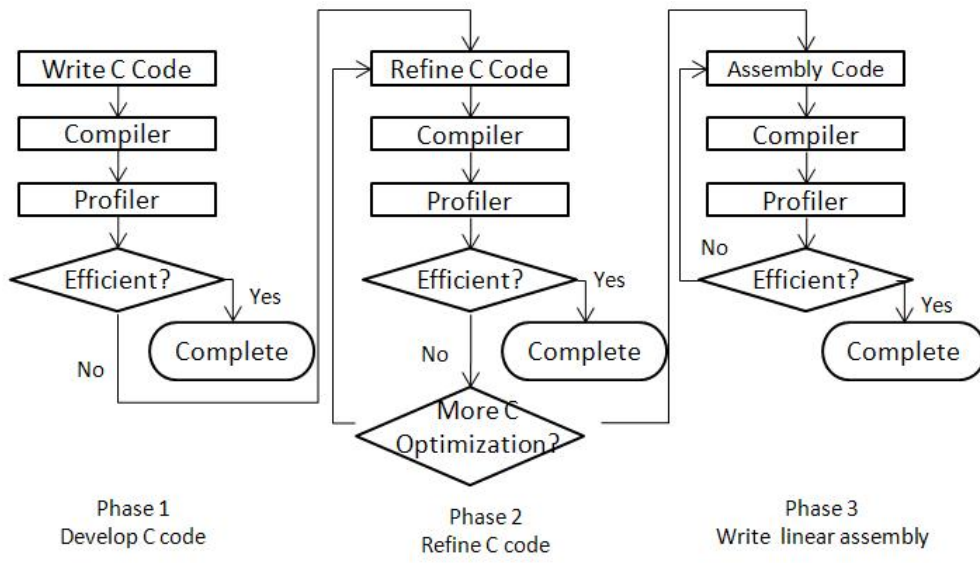 Write C Code
Compiler
Profiler
Efficient?
Yes
Complete
No
Phase 1
Develop C code
Refine C Code
Compiler
Profiler
Efficient?
Yes
No
Complete
More C
Optimization?
Phase 2
Refine C code
Assembly Code
Compiler
Profiler
No
Efficient?
Yes
Complete
Phase 3
Write linear assembly